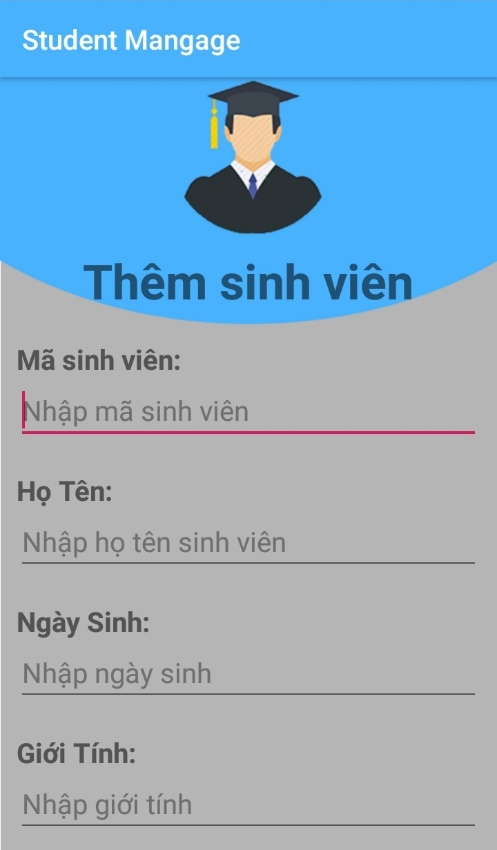 Student Mangage
Thêm sinh viên
Mã sinh viên:
Nhập mã sinh viên
Họ Tên:
Nhập họ tên sinh viên
Ngày Sinh:
Nhập ngày sinh
Giới Tính:
Nhập giới tính